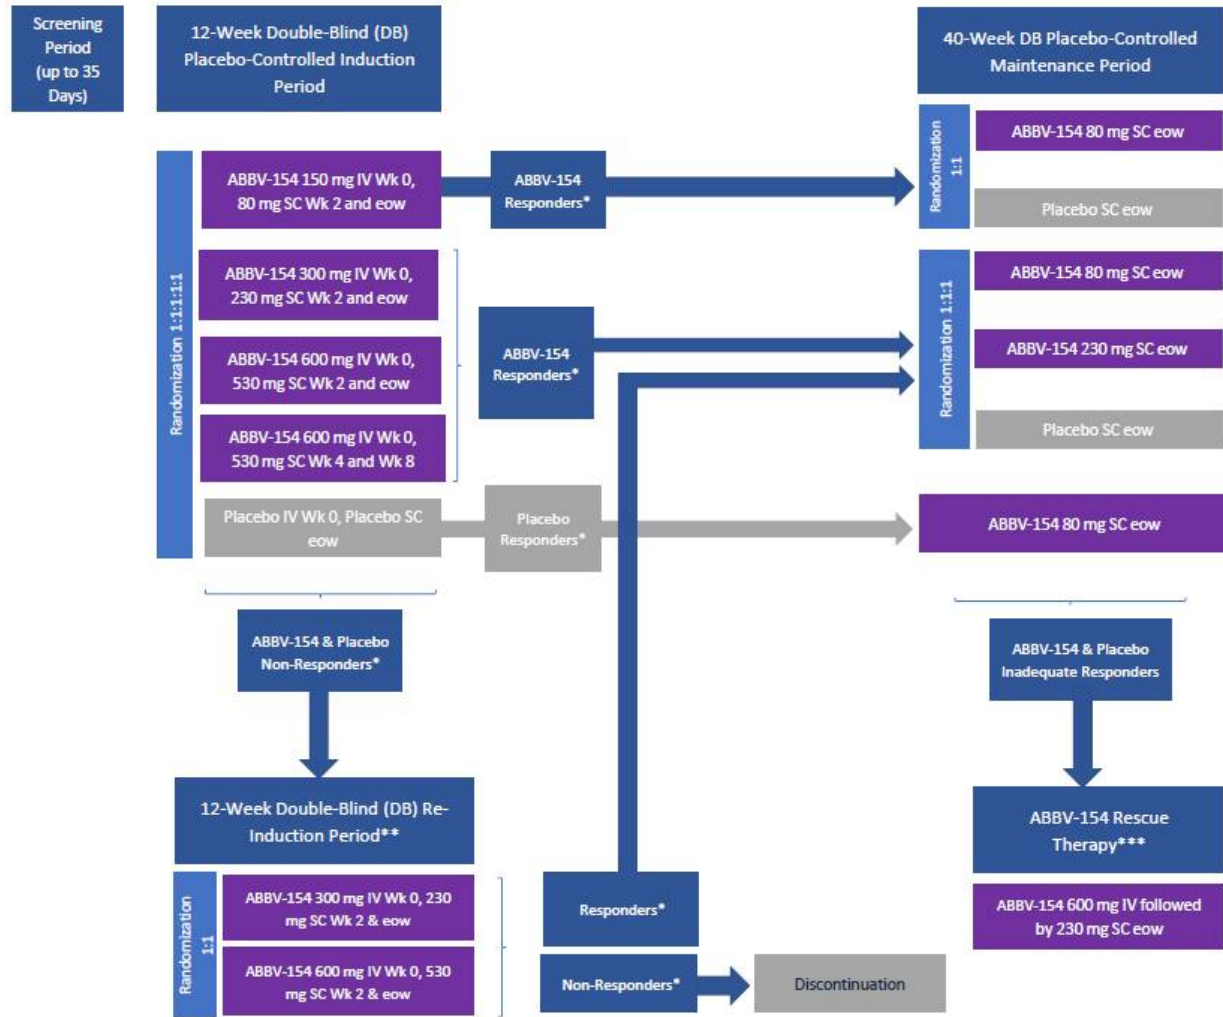 Screening
Period
(up to 35
Days)
12-Week Double-Blind (DB)
Placebo-Controlled Induction
Period
40-Week DB Placebo-Controlled
Maintenance Period
Randomization 1:1:1:1:1
ABBV-154 150 mg IV Wk 0,
80 mg SC Wk 2 and eow
ABBV-154
Responders*
Randomization
1:1
ABBV-154 80 mg SC eow
Placebo SC eow
ABBV-154 300 mg IV Wk 0,
230 mg SC Wk 2 and eow
ABBV-154 600 mg IV Wk 0,
530 mg SC Wk 2 and eow
ABBV-154 600 mg IV Wk 0,
530 mg SC Wk 4 and Wk 8
ABBV-154
Responders*
Randomization 1:1:1
ABBV-154 80 mg SC eow
ABBV-154 230 mg SC eow
Placebo SC eow
Placebo IV Wk 0, Placebo SC
eow
Placebo
Responders*
ABBV-154 80 mg SC eow
ABBV-154 & Placebo
Non-Responders*
ABBV-154 & Placebo
Inadequate Responders
12-Week Double-Blind (DB) Re-
Induction Period**
Randomization
1:1
ABBV-154 300 mg IV Wk 0, 230
mg SC Wk 2 & eow
ABBV-154 600 mg IV Wk 0, 530
mg SC Wk 2 & eow
Responders*
Non-Responders*
Discontinuation
ABBV-154 Rescue
Therapy***
ABBV-154 600 mg IV followed
by 230 mg SC eow